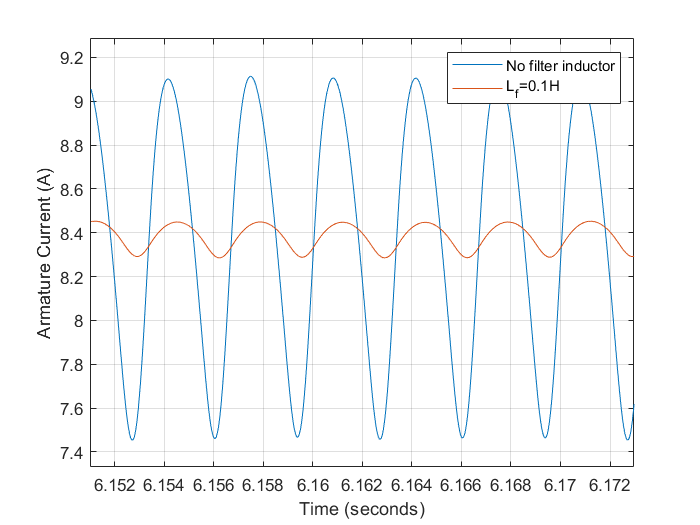 No filter inductor
L_f=0.1H
9.2
9
8.8
8.6
8.4
8.2
8
7.8
7.6
7.4
Armature Current (A)
6.152 6.154 6.156 6.158 6.16 6.162 6.164 6.166 6.168 6.17 6.172
Time (seconds)